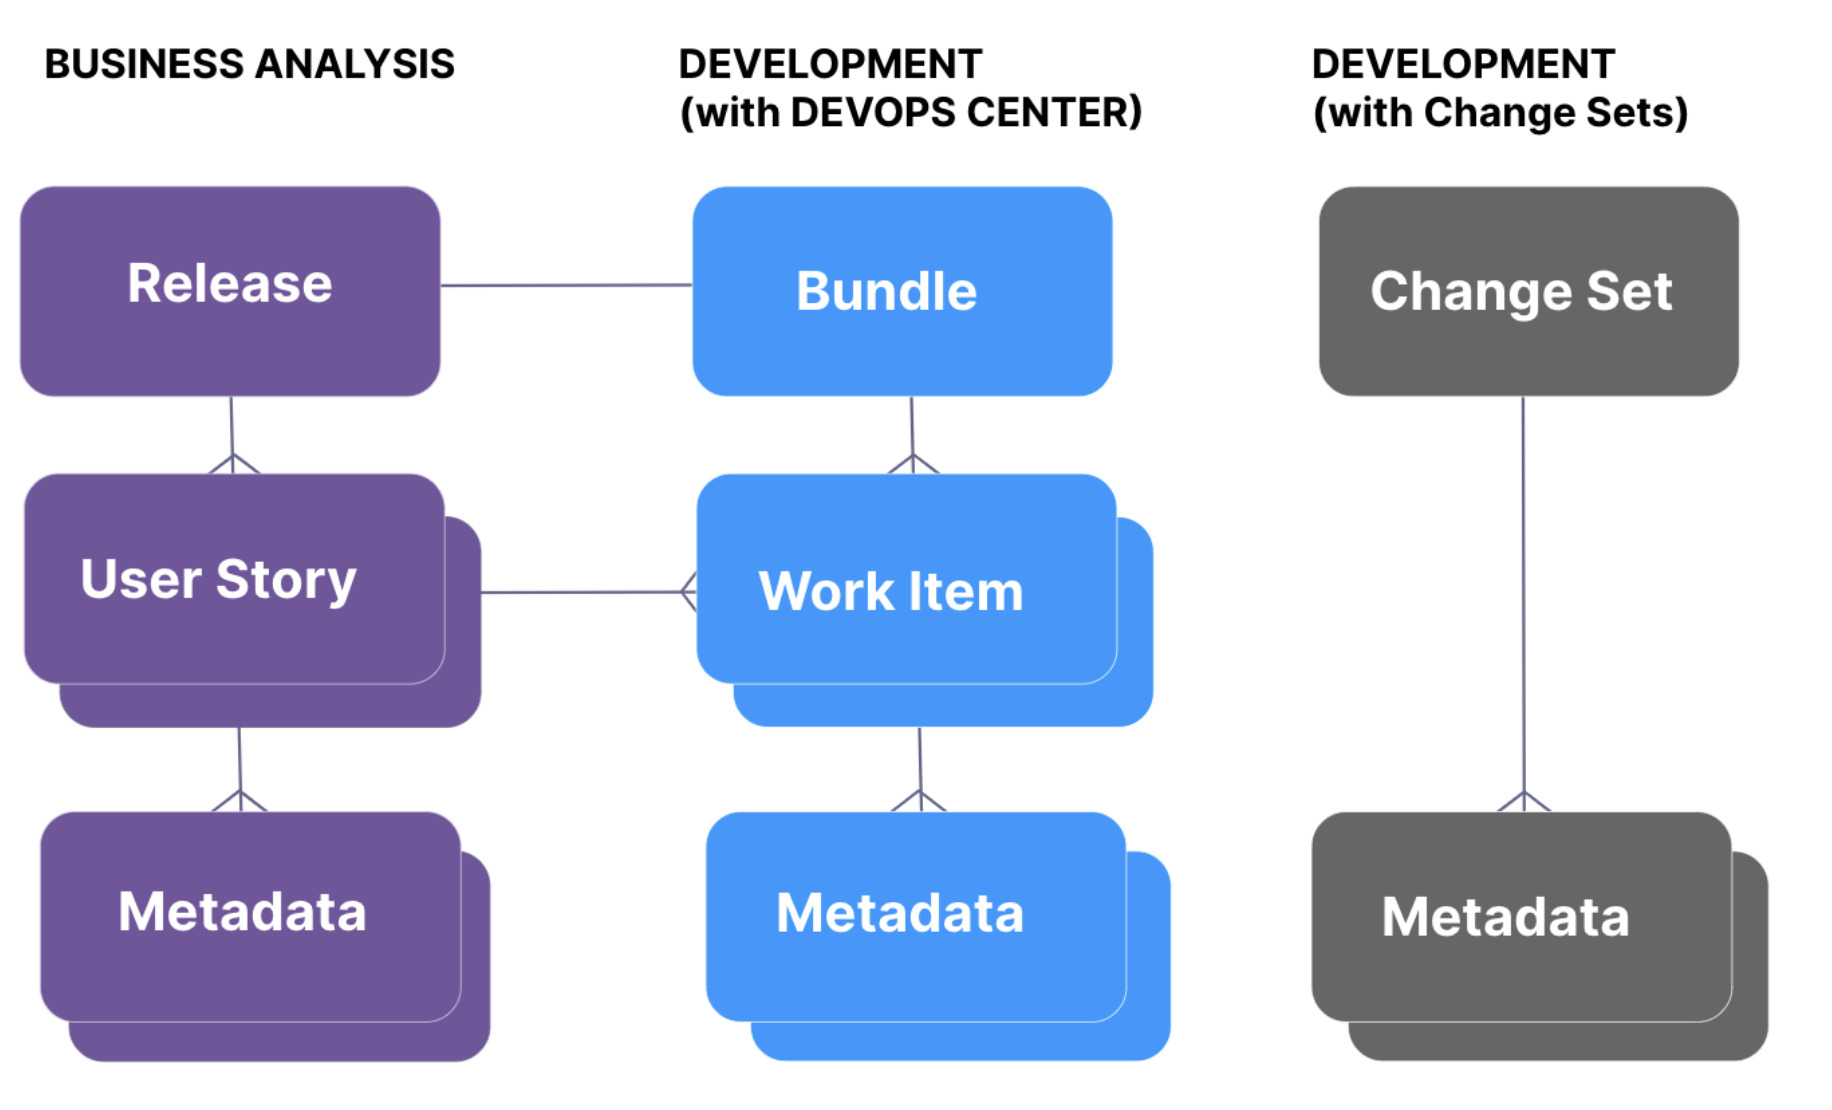 BUSINESS ANALYSIS
DEVELOPMENT
(with DEVOPS CENTER)
DEVELOPMENT
(with Change Sets)
Release
Bundle
Change Set
User Story
Work Item
Metadata
Metadata
Metadata